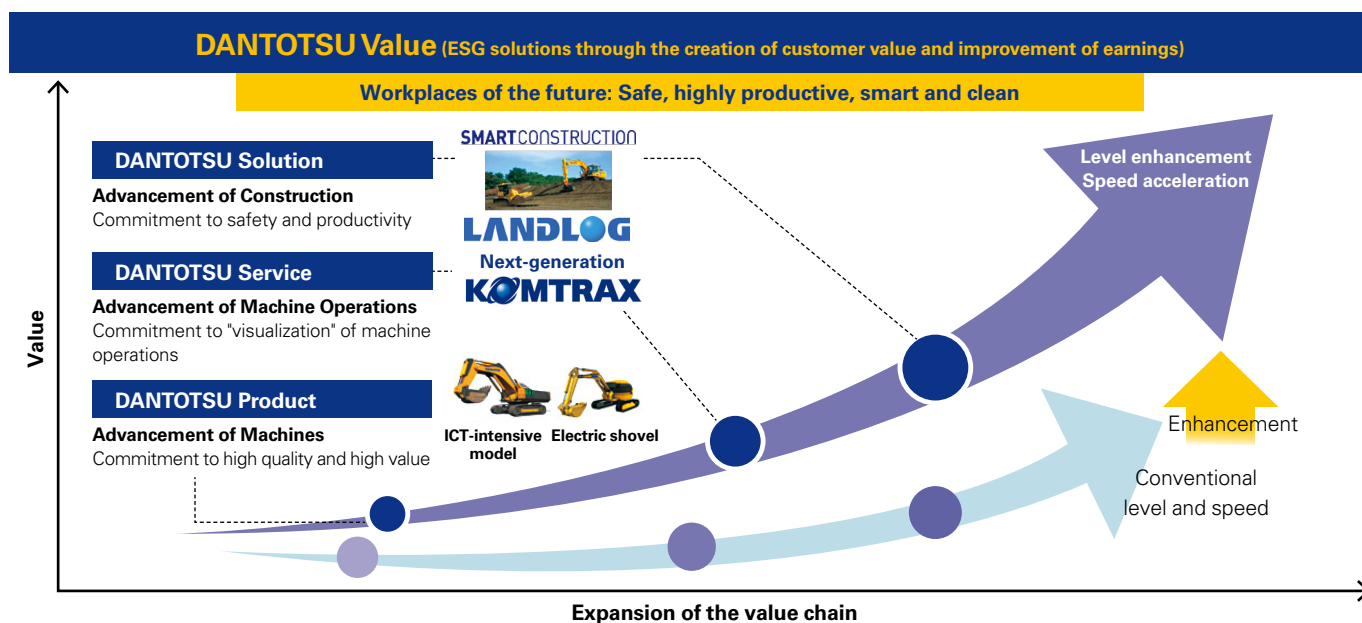 DANTOTSU Value (ESG solutions through the creation of customer value and improvement of earnings)
Workplaces of the future: Safe, highly productive, smart and clean
DANTOTSU Solution
Advancement of Construction
Commitment to safety and productivity
SMARTCONSTRUCTION
LANDLOG
DANTOTSU Service
Advancement of Machine Operations
Commitment to "visualization" of machine
operations
Next-generation
KOMTRAX
DANTOTSU Product
Advancement of Machines
Commitment to high quality and high value
ICT-intensive
model
Electric shovel
Level enhancement
Speed acceleration
Enhancement
Conventional
level and speed
Value
Expansion of the value chain